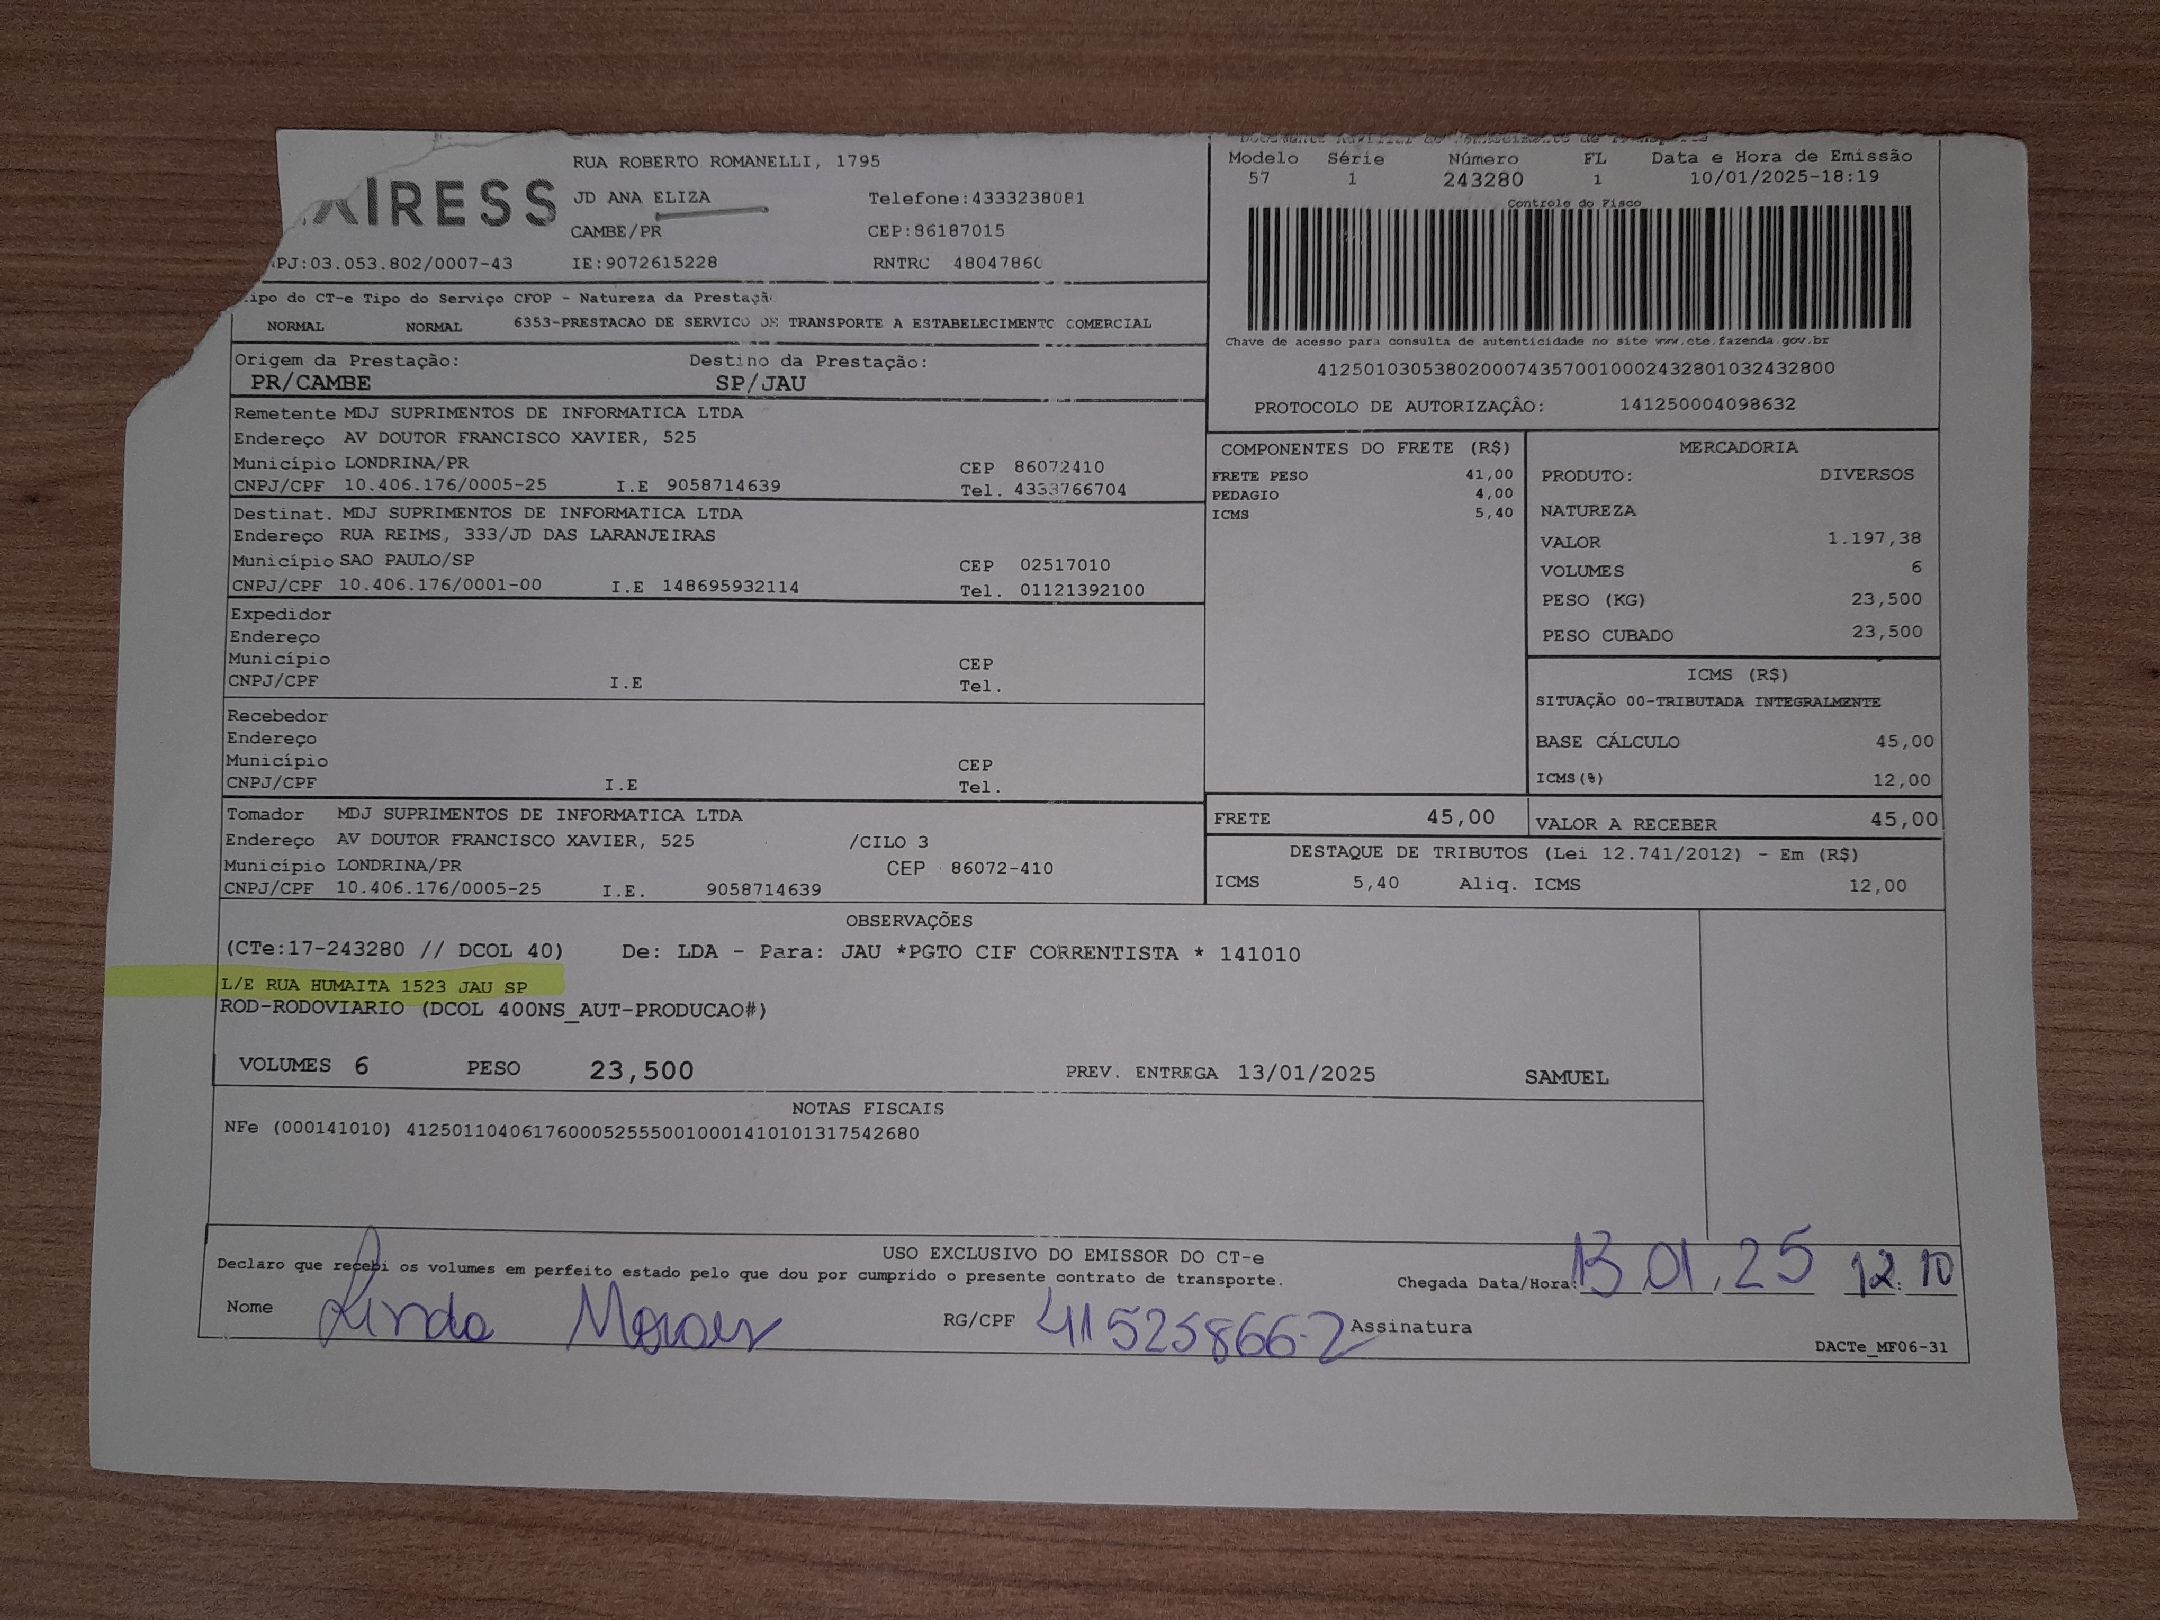 RUA ROBERTO ROMANELLI, 1795
IRESS JD ANA ELIZA Telefone:4333238081
CAMBE/PR CEP:86187015
PJ:03.053.802/0007-43 IE:9072615228 RNTRC 48047860
ipo do CT-e Tipo do Serviço CFOP - Natureza da Prestação
NORMAL NORMAL 6353-PRESTACAO DE SERVICO DE TRANSPORTE A ESTABELECIMENTO COMERCIAL
Origem da Prestação: Destino da Prestação:
PR/CAMBE SP/JAU
Documento Auxiliar do Conhecimento de Transporte
Modelo Série Número FL Data e Hora de Emissão
57 1 243280 1 10/01/2025-18:19
Controle do Fisco
Chave de acesso para consulta de autenticidade no site www.cte.fazenda.gov.br
41250103053802000743570010002432801032432800
PROTOCOLO DE AUTORIZAÇÂO: 141250004098632
Remetente MDJ SUPRIMENTOS DE INFORMATICA LTDA
Endereço AV DOUTOR FRANCISCO XAVIER, 525
Município LONDRINA/PR CEP 86072410
CNPJ/CPF 10.406.176/0005-25 I.E 9058714639 Tel. 4333766704
Destinat. MDJ SUPRIMENTOS DE INFORMATICA LTDA
Endereço RUA REIMS, 333/JD DAS LARANJEIRAS
Município SAO PAULO/SP CEP 02517010
CNPJ/CPF 10.406.176/0001-00 I.E 148695932114 Tel. 01121392100
Expedidor
Endereço
Município CEP
CNPJ/CPF I.E Tel.
Recebedor
Endereço
Município CEP
CNPJ/CPF I.E Tel.
Tomador MDJ SUPRIMENTOS DE INFORMATICA LTDA
Endereço AV DOUTOR FRANCISCO XAVIER, 525 /CILO 3
Município LONDRINA/PR CEP 86072-410
CNPJ/CPF 10.406.176/0005-25 I.E. 9058714639
COMPONENTES DO FRETE (R$)
FRETE PESO 41,00
PEDAGIO 4,00
ICMS 5,40
MERCADORIA
PRODUTO: DIVERSOS
NATUREZA
VALOR 1.197,38
VOLUMES 6
PESO (KG) 23,500
PESO CUBADO 23,500
ICMS (R$)
SITUAÇÃO 00-TRIBUTADA INTEGRALMENTE
BASE CÁLCULO 45,00
ICMS(%) 12,00
FRETE 45,00 VALOR A RECEBER 45,00
DESTAQUE DE TRIBUTOS (Lei 12.741/2012) - Em (R$)
ICMS 5,40 Aliq. ICMS 12,00
OBSERVAÇÕES
(CTe:17-243280 // DCOL 40) De: LDA - Para: JAU *PGTO CIF CORRENTISTA * 141010
L/E RUA HUMAITA 1523 JAU SP
ROD-RODOVIARIO (DCOL 400NS_AUT-PRODUCAO#)
VOLUMES 6 PESO 23,500 PREV. ENTREGA 13/01/2025 SAMUEL
NOTAS FISCAIS
NFe (000141010) 41250110406176000525550010001410101317542680
USO EXCLUSIVO DO EMISSOR DO CT-e
Declaro que recebi os volumes em perfeito estado pelo que dou por cumprido o presente contrato de transporte. Chegada Data/Hora: 13 01, 25 12:10
Nome Linda Moraes RG/CPF 41525866-2 Assinatura
DACTe_MF06-31